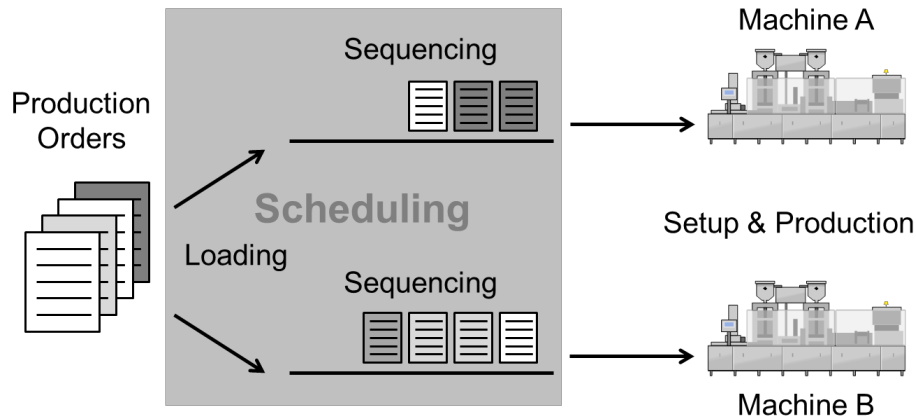 Production
Orders
Sequencing
Machine A
Scheduling
Loading
Setup & Production
Sequencing
Machine B